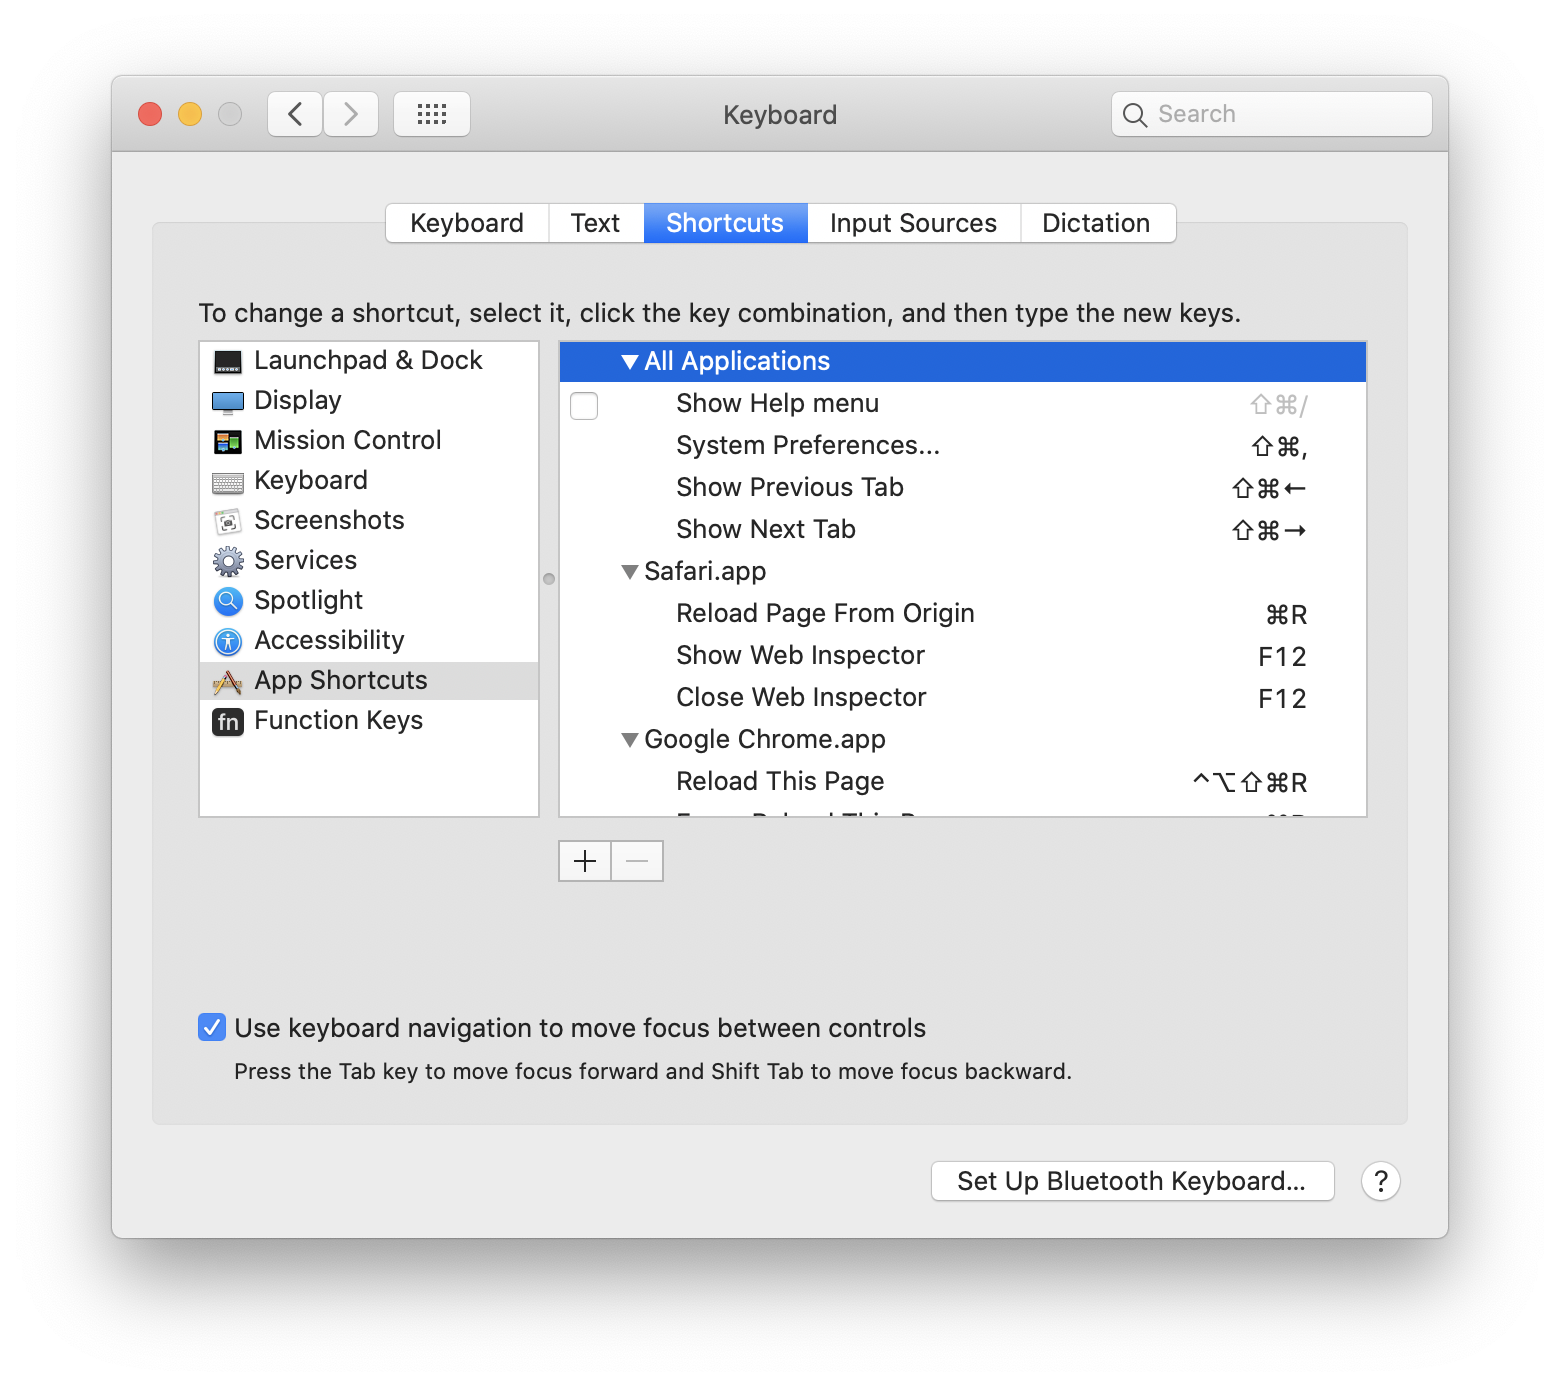 Keyboard
Search
Keyboard Text Shortcuts Input Sources Dictation
To change a shortcut, select it, click the key combination, and then type the new keys.
Launchpad & Dock
Display
Mission Control
Keyboard
Screenshots
Services
Spotlight
Accessibility
App Shortcuts
fn Function Keys
▼ All Applications
Show Help menu ⇧⌘/
System Preferences... ⇧⌘,
Show Previous Tab ⇧⌘←
Show Next Tab ⇧⌘→
▼ Safari.app
Reload Page From Origin ⌘R
Show Web Inspector F12
Close Web Inspector F12
▼ Google Chrome.app
Reload This Page ^⌥⇧⌘R
Use keyboard navigation to move focus between controls
Press the Tab key to move focus forward and Shift Tab to move focus backward.
Set Up Bluetooth Keyboard... ?